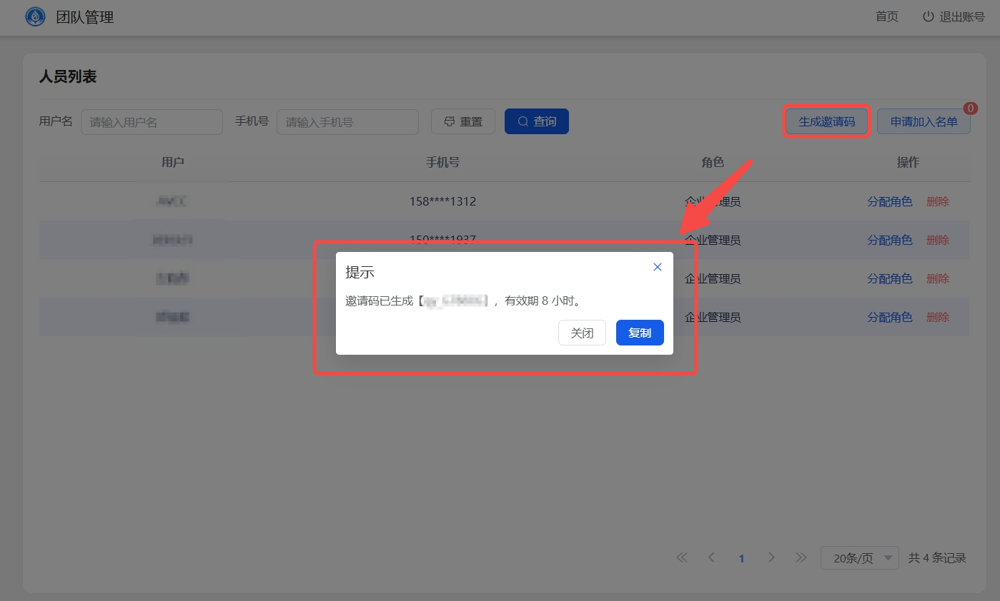 团队管理 首页 退出账号
人员列表
用户名 请输入用户名 手机号 请输入手机号 重置 查询 生成邀请码 申请加入名单 0
用户 手机号 角色 操作
158****1312 企业管理员 分配角色 删除
150****1937 企业管理员 分配角色 删除
企业管理员 分配角色 删除
企业管理员 分配角色 删除
提示
邀请码已生成【 】，有效期 8 小时。
关闭 复制
1 20条/页 共 4 条记录